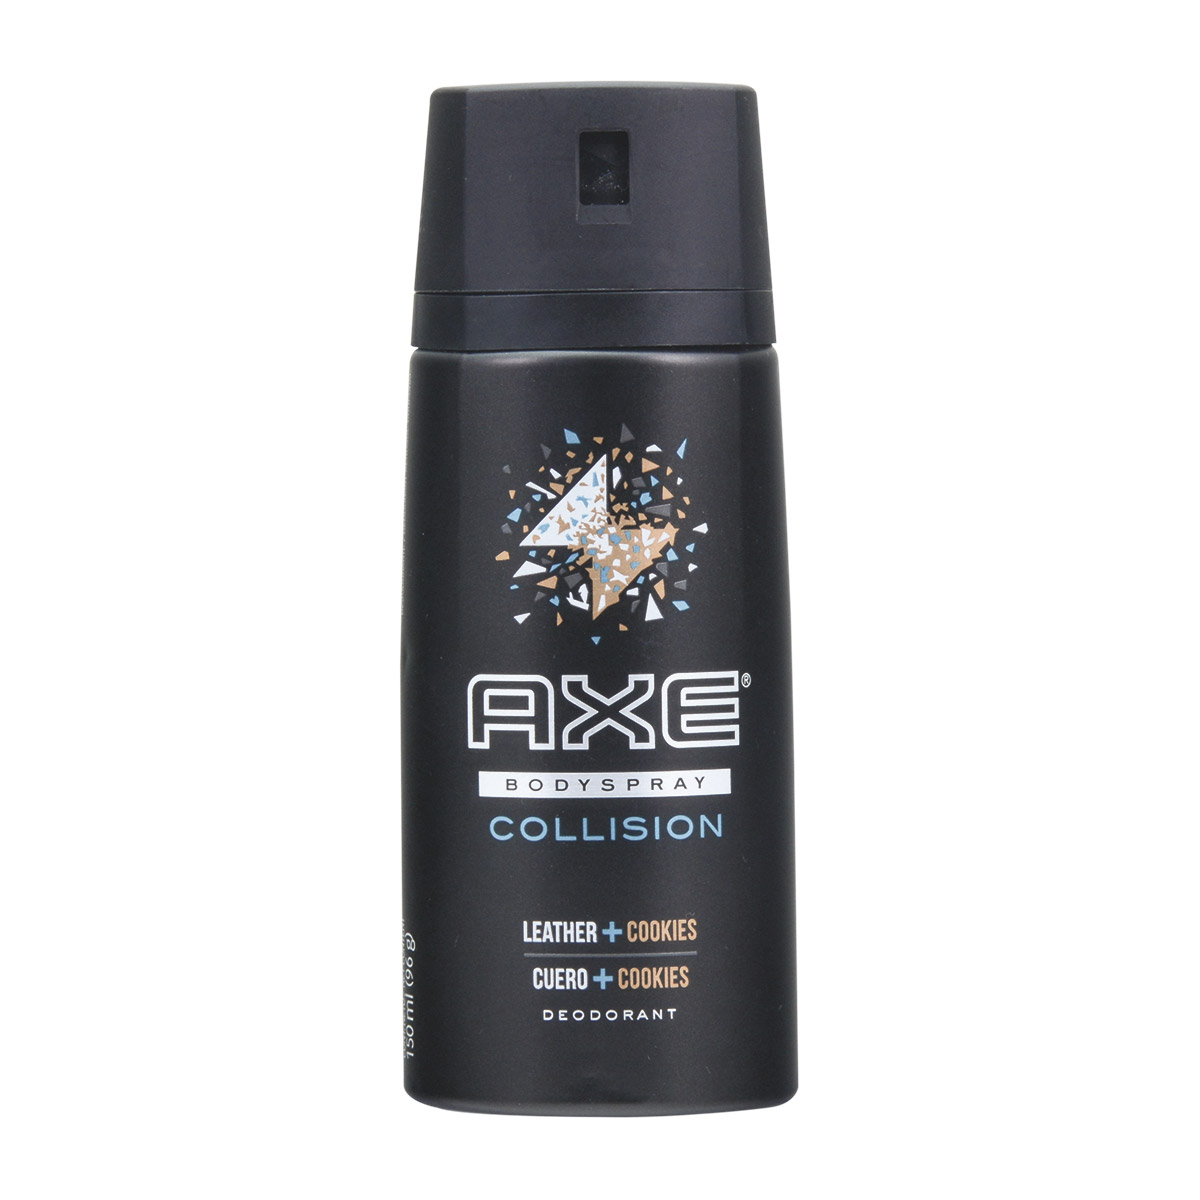 AXE®
BODYSPRAY
COLLISION
LEATHER + COOKIES
CUERO + COOKIES
DEODORANT
150 ml (96 g)